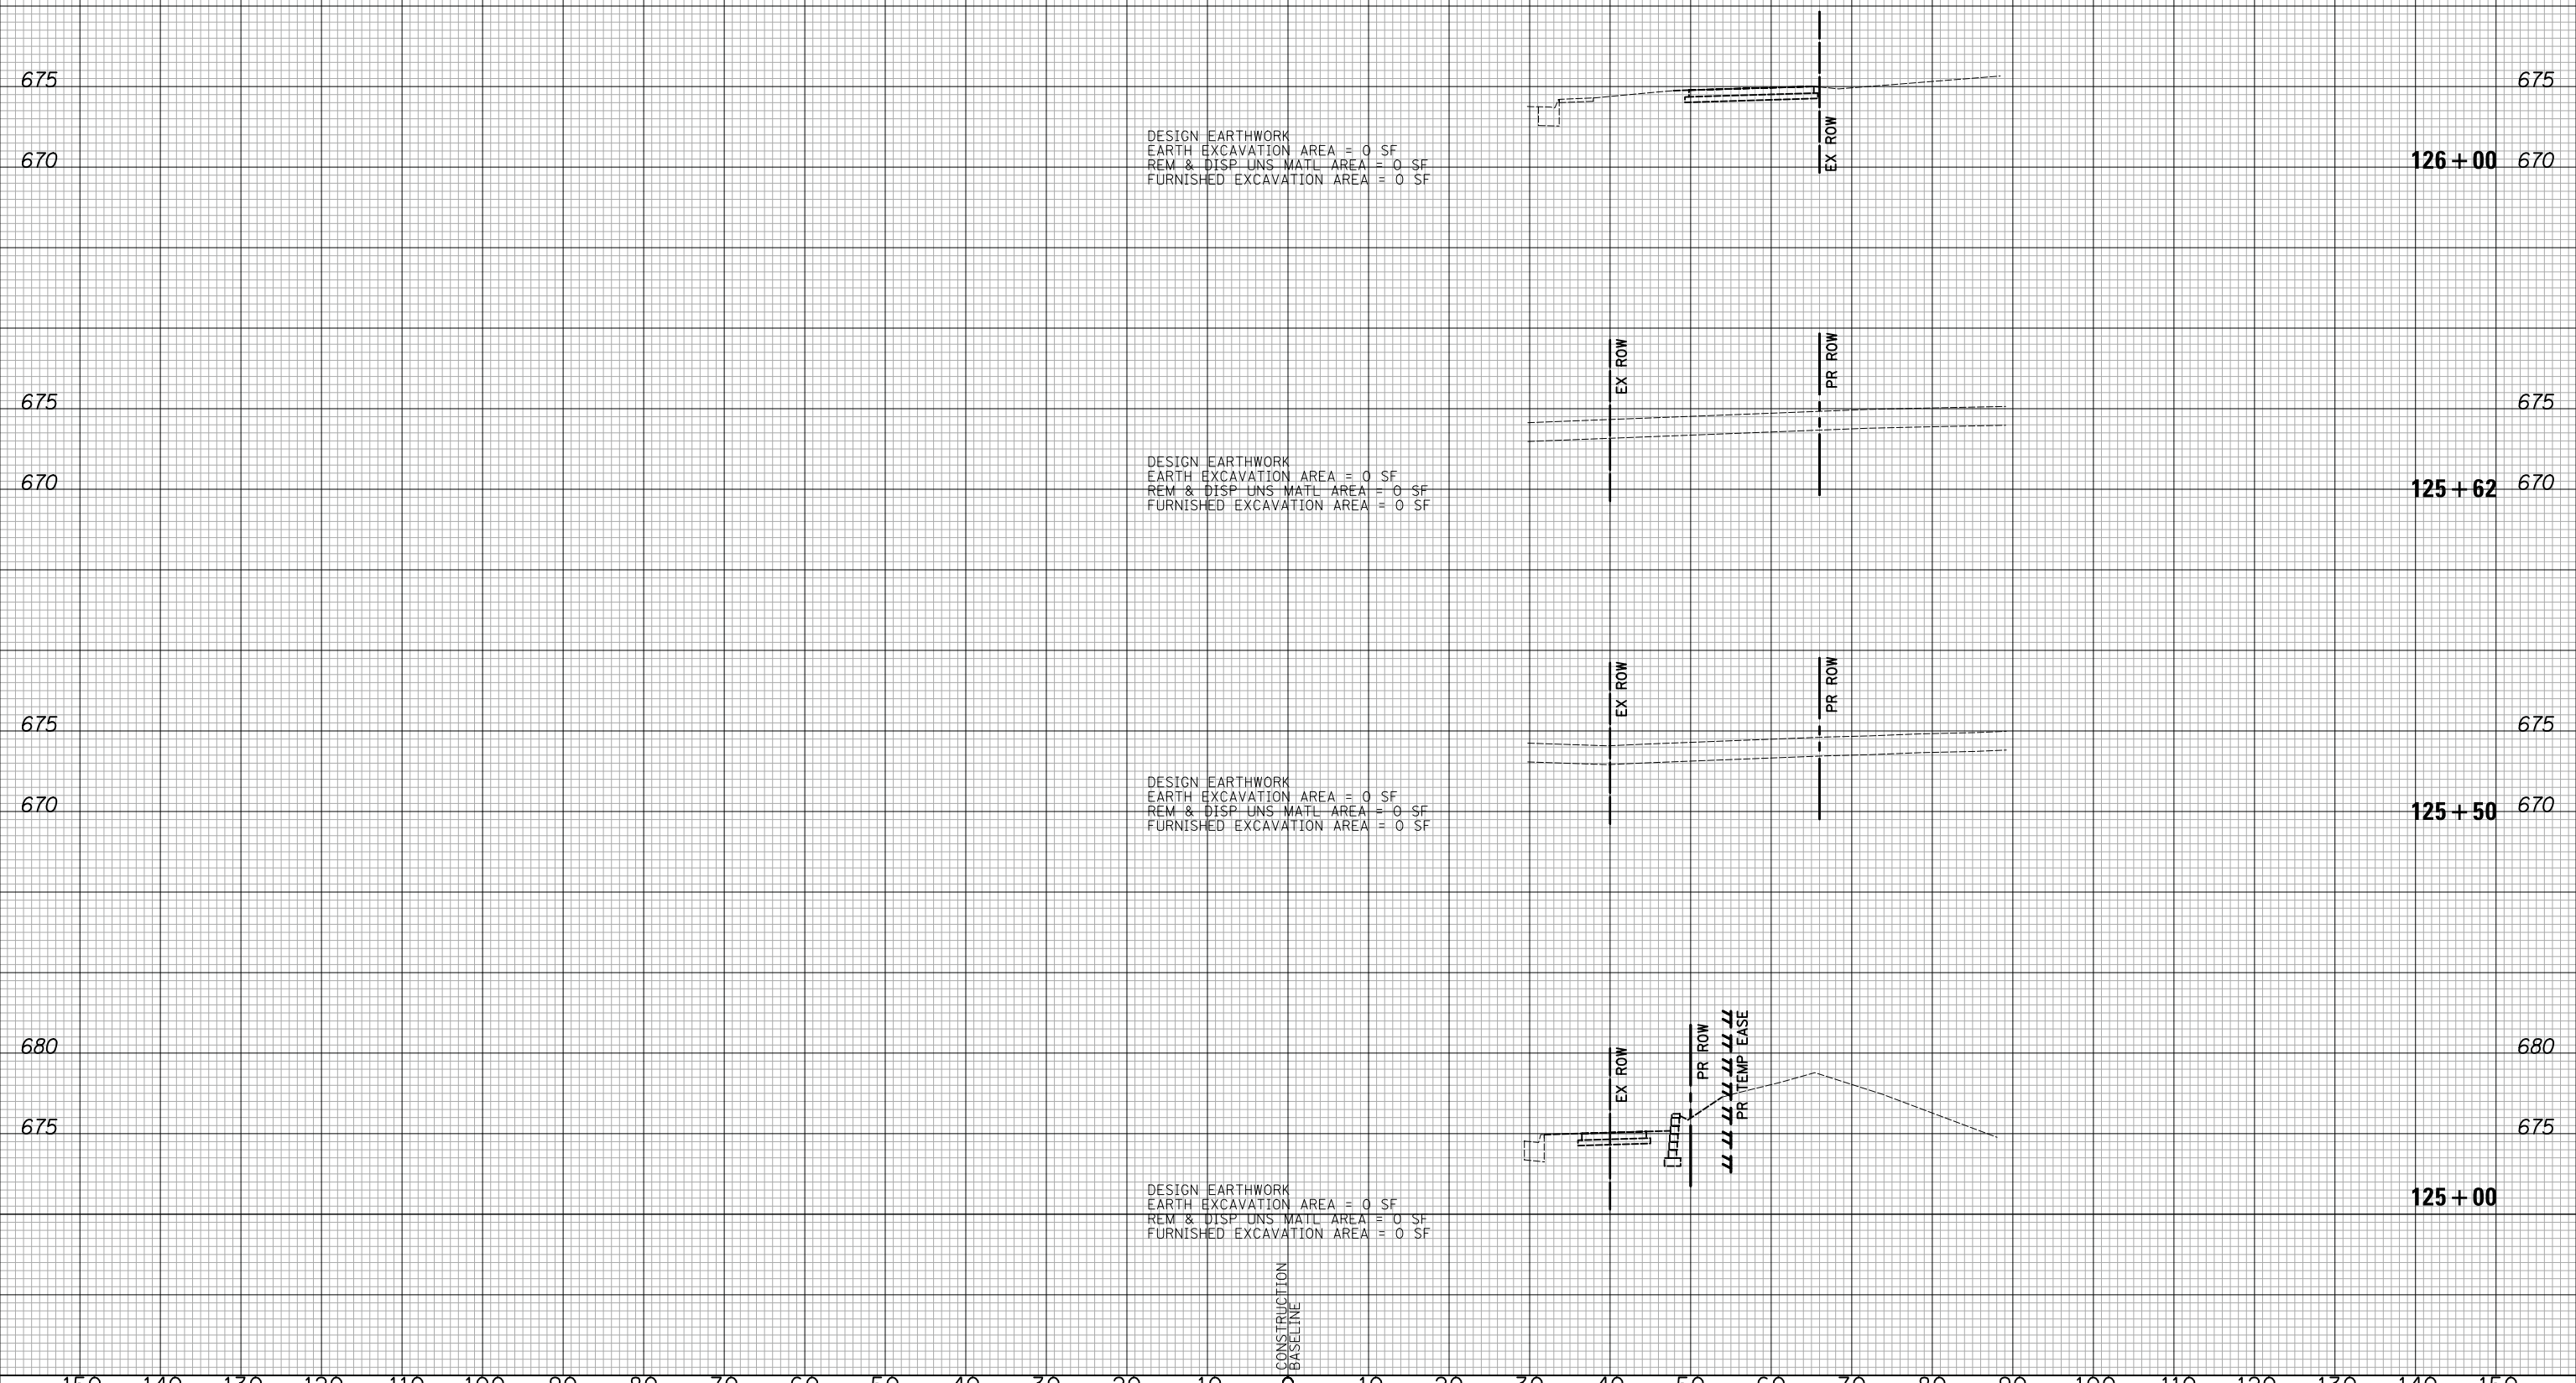 675
675
EX ROW
DESIGN EARTHWORK
EARTH EXCAVATION AREA = 0 SF
REM & DISP UNS MATL AREA = 0 SF
FURNISHED EXCAVATION AREA = 0 SF
670
126+00 670
EX ROW
PR ROW
675
675
DESIGN EARTHWORK
EARTH EXCAVATION AREA = 0 SF
REM & DISP UNS MATL AREA = 0 SF
FURNISHED EXCAVATION AREA = 0 SF
670
125+62 670
EX ROW
PR ROW
675
675
DESIGN EARTHWORK
EARTH EXCAVATION AREA = 0 SF
REM & DISP UNS MATL AREA = 0 SF
FURNISHED EXCAVATION AREA = 0 SF
670
125+50 670
680
680
EX ROW
PR ROW
PR TEMP EASE
675
675
DESIGN EARTHWORK
EARTH EXCAVATION AREA = 0 SF
REM & DISP UNS MATL AREA = 0 SF
FURNISHED EXCAVATION AREA = 0 SF
125+00
CONSTRUCTION
BASELINE